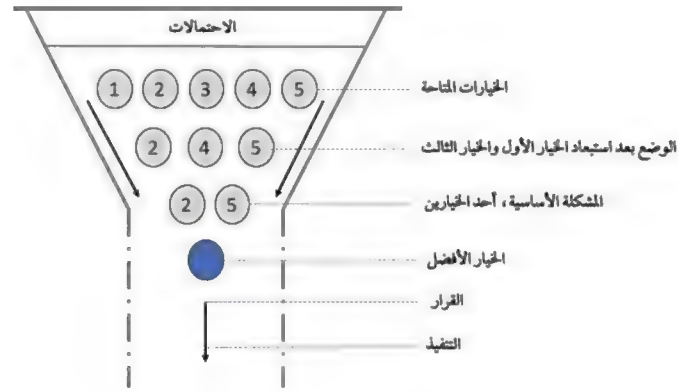 الاحتمالات
1 2 3 4 5
الخيارات المتاحة
2 4 5
الوضع بعد استبعاد الخيار الأول والخيار الثالث
2 5
المشكلة الأساسية ، أحد الخيارين
الخيار الأفضل
القرار
التنفيذ